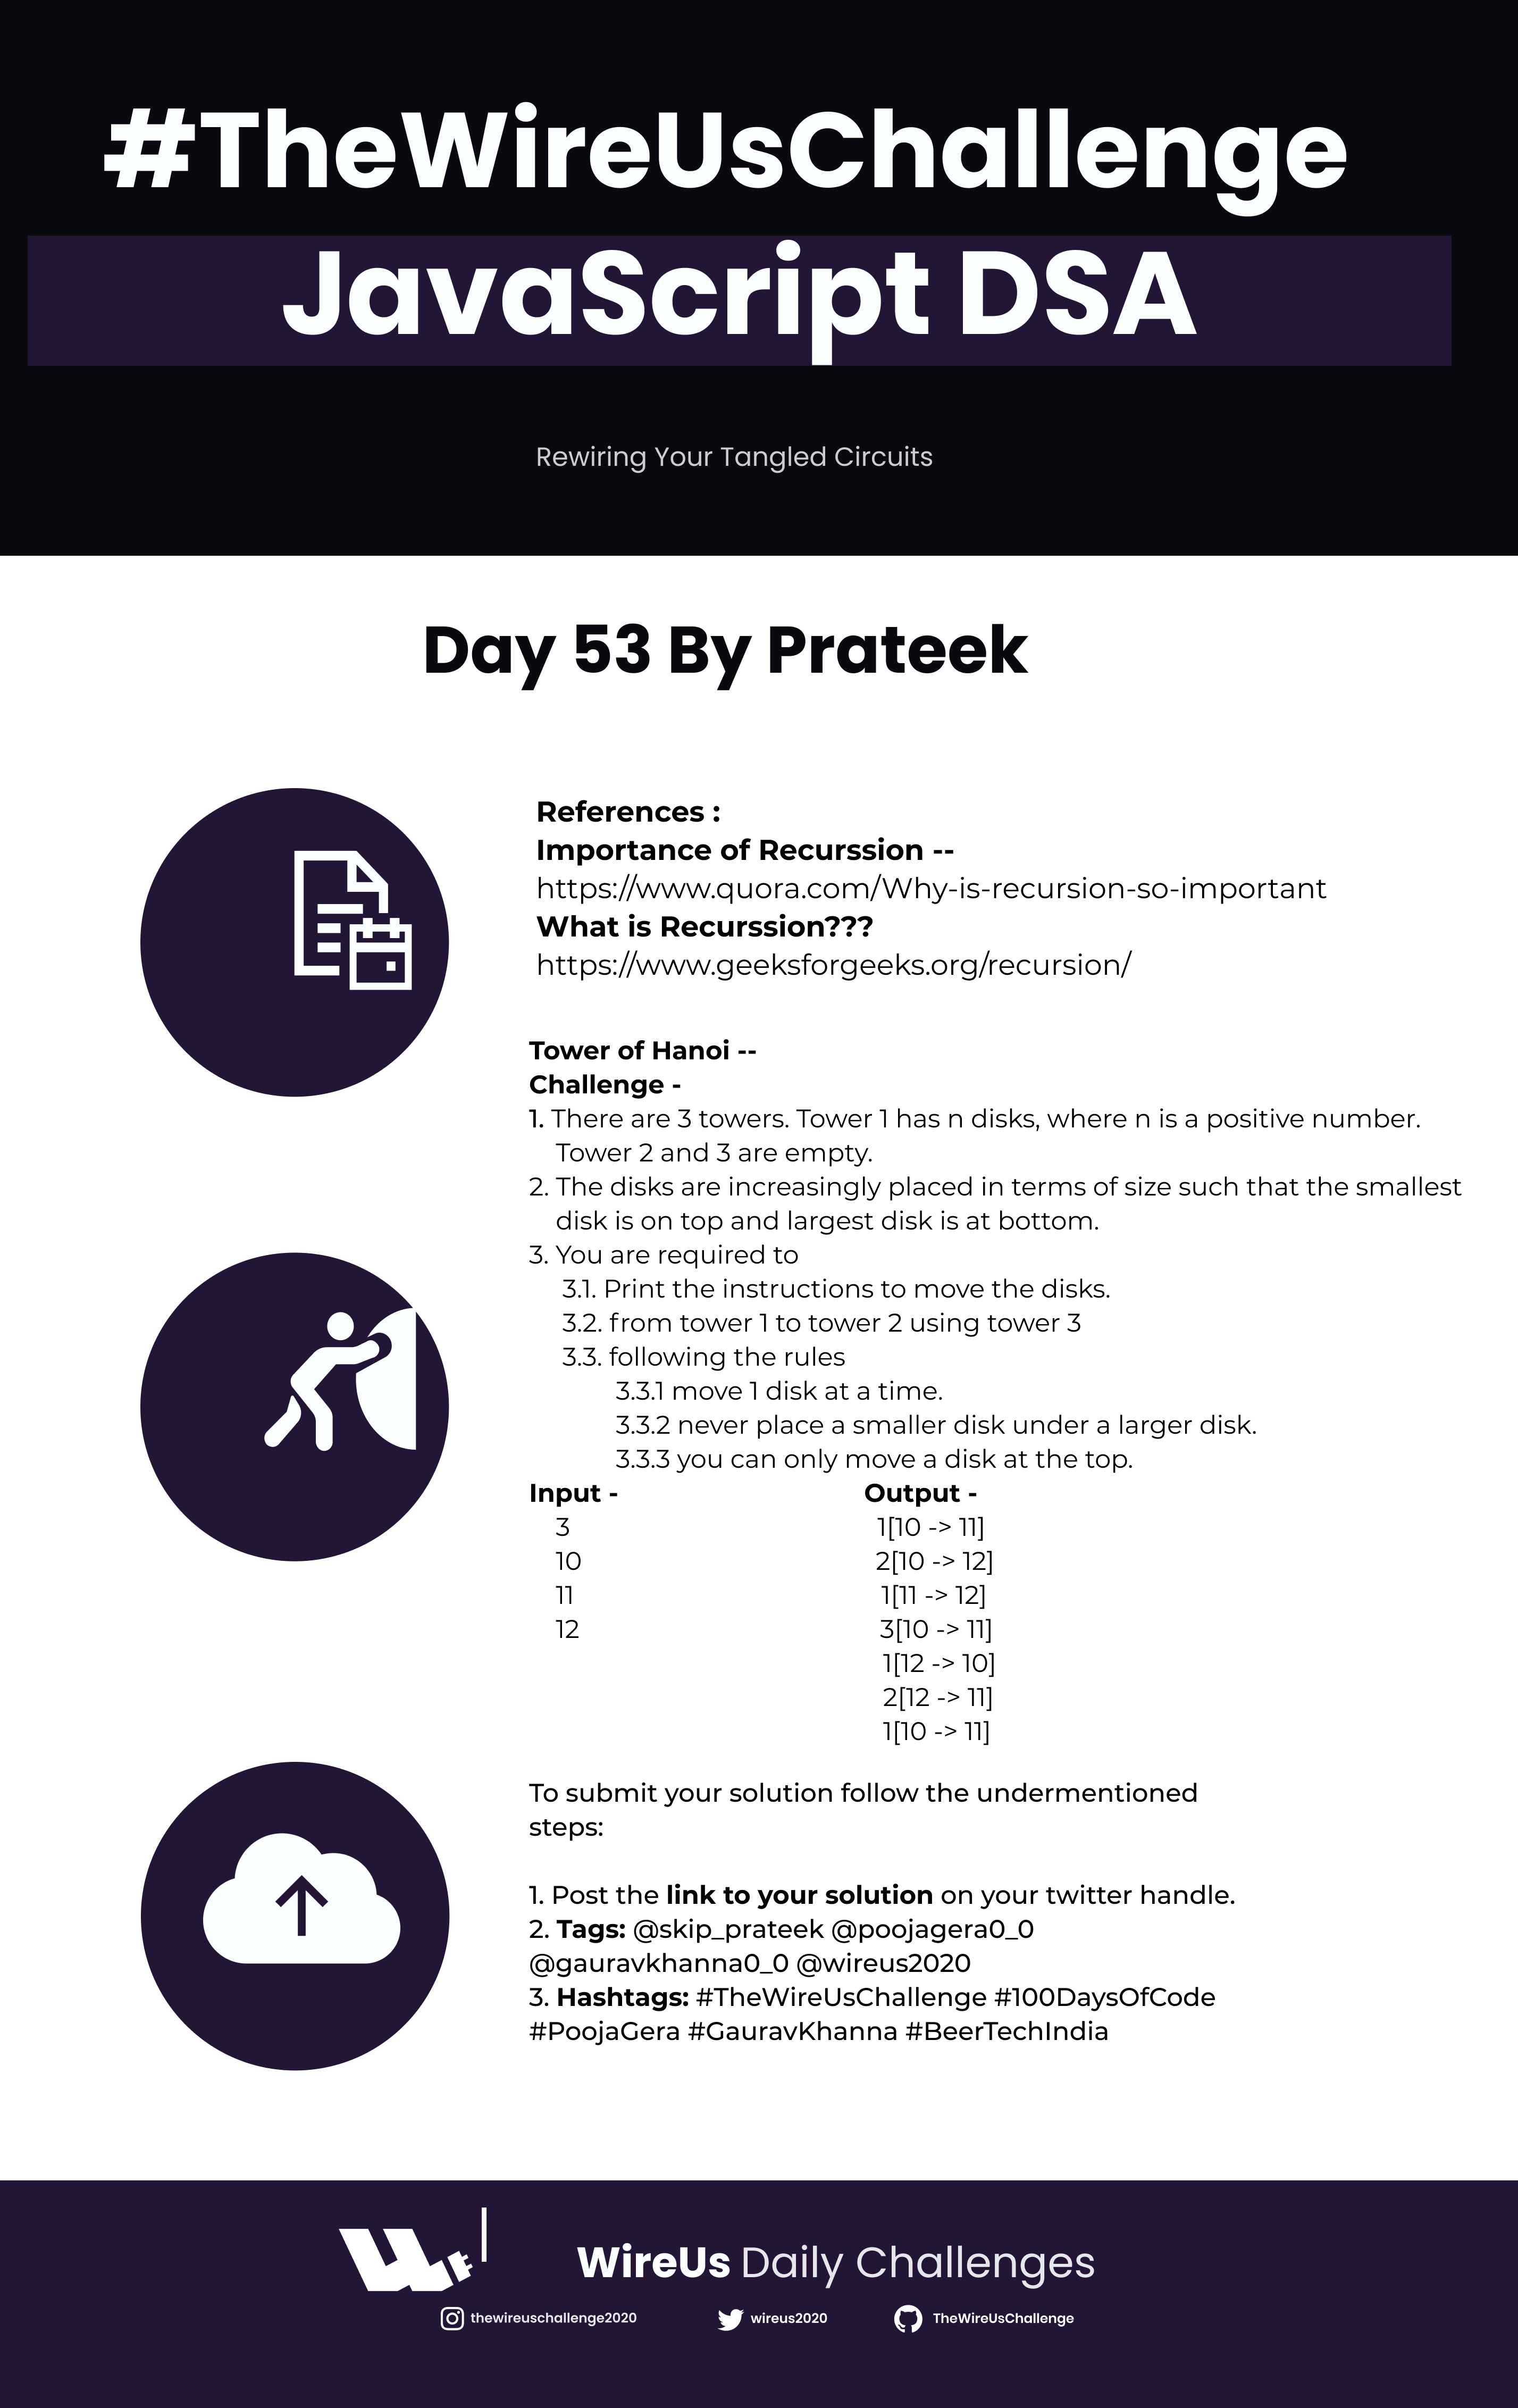 #TheWireUsChallenge
JavaScript DSA
Rewiring Your Tangled Circuits
Day 53 By Prateek
References :
Importance of Recurssion --
https://www.quora.com/Why-is-recursion-so-important
What is Recurssion???
https://www.geeksforgeeks.org/recursion/
Tower of Hanoi --
Challenge -
1. There are 3 towers. Tower 1 has n disks, where n is a positive number.
Tower 2 and 3 are empty.
2. The disks are increasingly placed in terms of size such that the smallest
disk is on top and largest disk is at bottom.
3. You are required to
3.1. Print the instructions to move the disks.
3.2. from tower 1 to tower 2 using tower 3
3.3. following the rules
3.3.1 move 1 disk at a time.
3.3.2 never place a smaller disk under a larger disk.
3.3.3 you can only move a disk at the top.
Input - Output -
3 1[10 -> 11]
10 2[10 -> 12]
11 1[11 -> 12]
12 3[10 -> 11]
1[12 -> 10]
2[12 -> 11]
1[10 -> 11]
To submit your solution follow the undermentioned
steps:
1. Post the link to your solution on your twitter handle.
2. Tags: @skip_prateek @poojagera0_0
@gauravkhanna0_0 @wireus2020
3. Hashtags: #TheWireUsChallenge #100DaysOfCode
#PoojaGera #GauravKhanna #BeerTechIndia
WireUs Daily Challenges
thewireuschallenge2020 wireus2020 TheWireUsChallenge